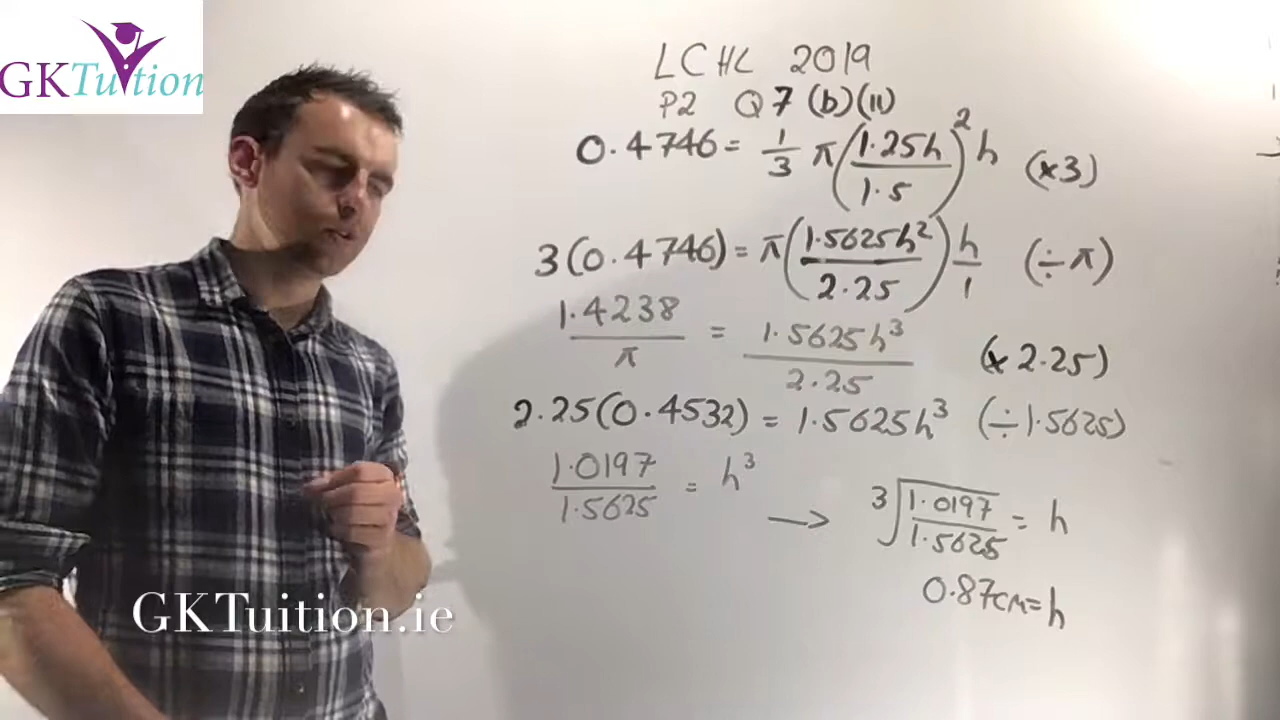 GKTuition
LCHL 2019
P2 Q7 (b)(ii)
0.4746 = 1/3 π(1.25h/1.5)²h (×3)
3(0.4746) = π(1.5625h²/2.25)h/1 (÷π)
1.4238/π = 1.5625h³/2.25 (×2.25)
2.25(0.4532) = 1.5625h³ (÷1.5625)
1.0197/1.5625 = h³ → ³√(1.0197/1.5625) = h
0.87cm = h
GKTuition.ie